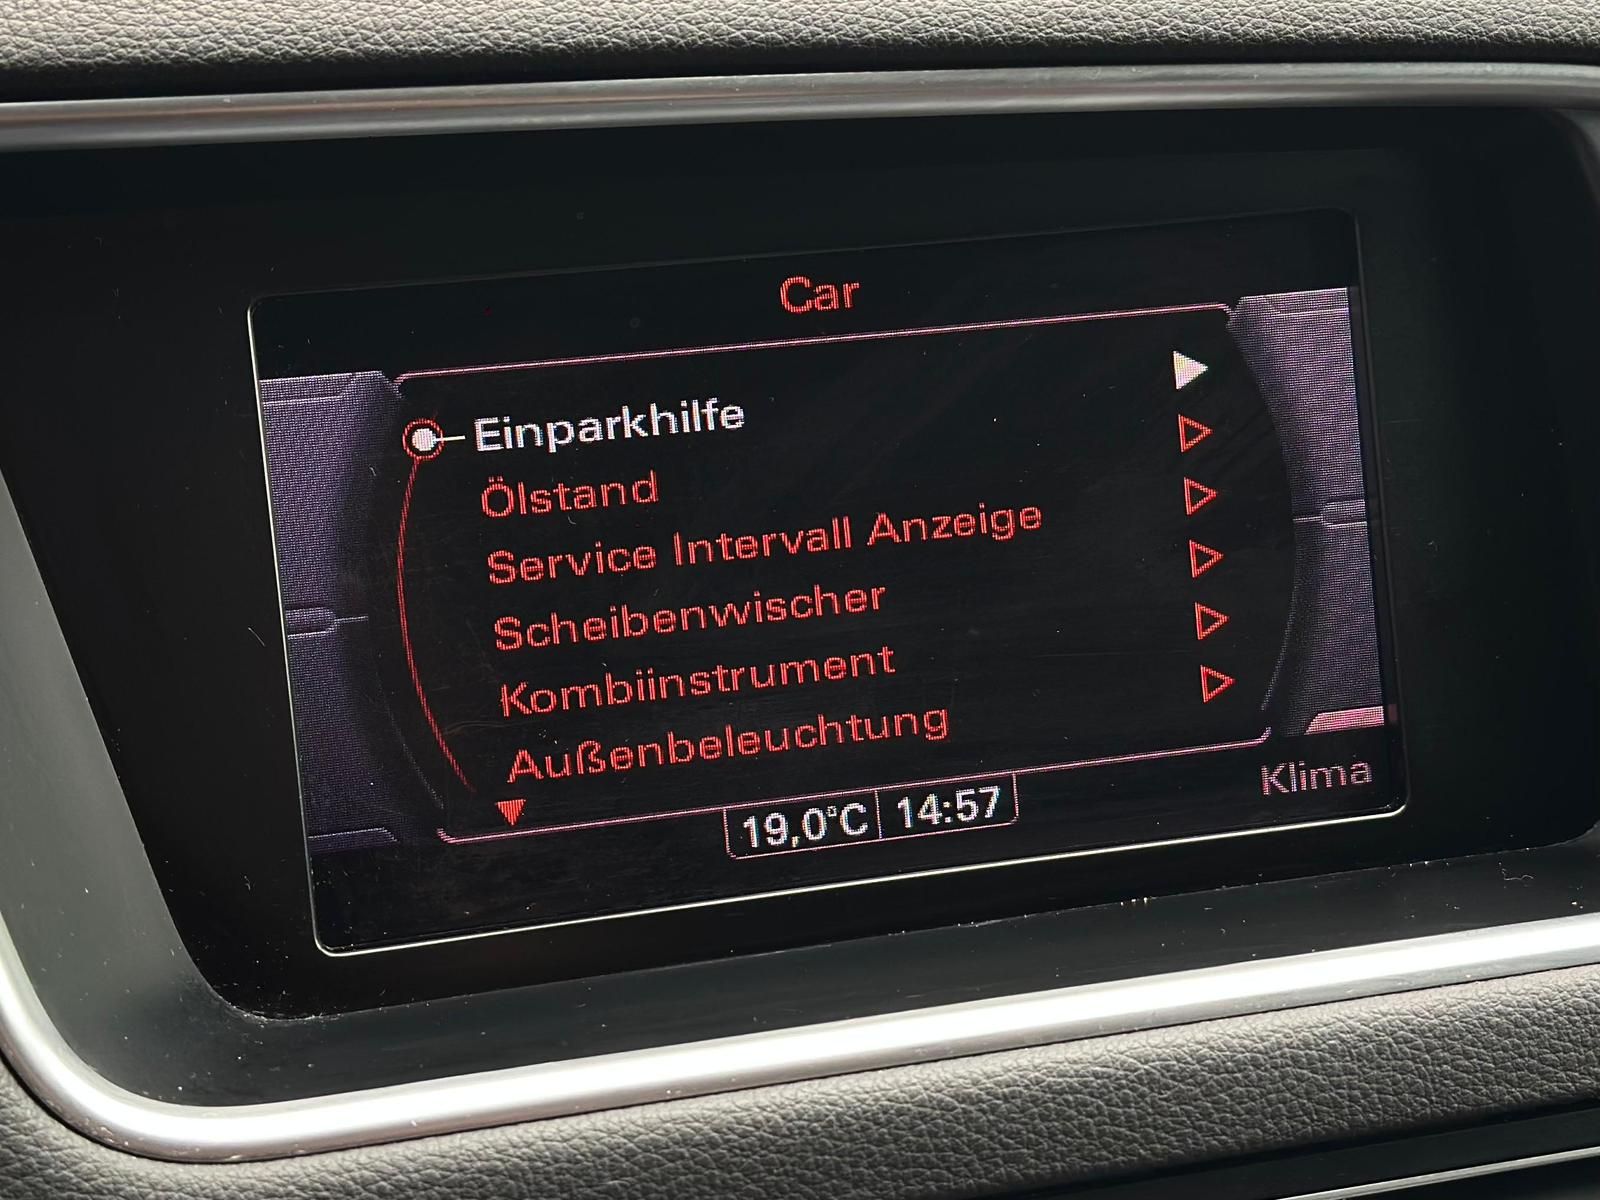 Car
Einparkhilfe
Ölstand
Service Intervall Anzeige
Scheibenwischer
Kombiinstrument
Außenbeleuchtung
19,0°C 14:57
Klima